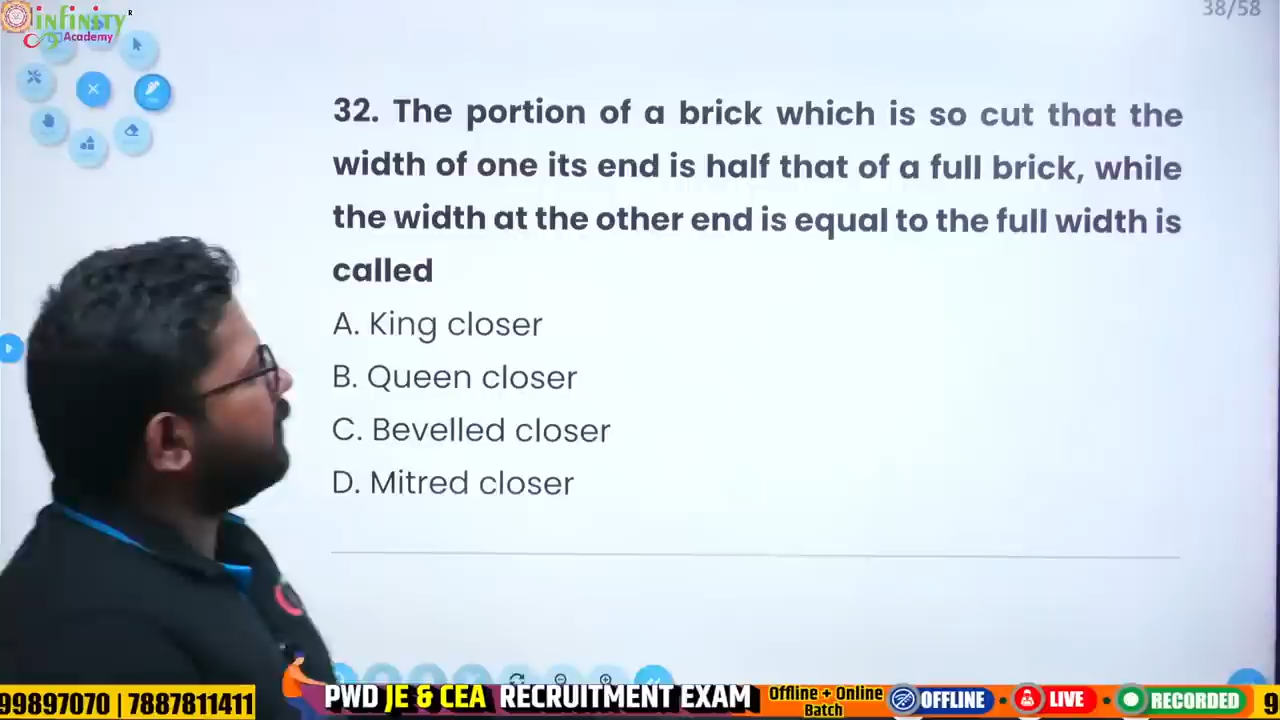 infinity
Academy
38/58
32. The portion of a brick which is so cut that the
width of one its end is half that of a full brick, while
the width at the other end is equal to the full width is
called
A. King closer
B. Queen closer
C. Bevelled closer
D. Mitred closer
99897070 | 7887811411
PWD JE & CEA RECRUITMENT EXAM
Offline + Online
Batch
OFFLINE
LIVE
RECORDED
9